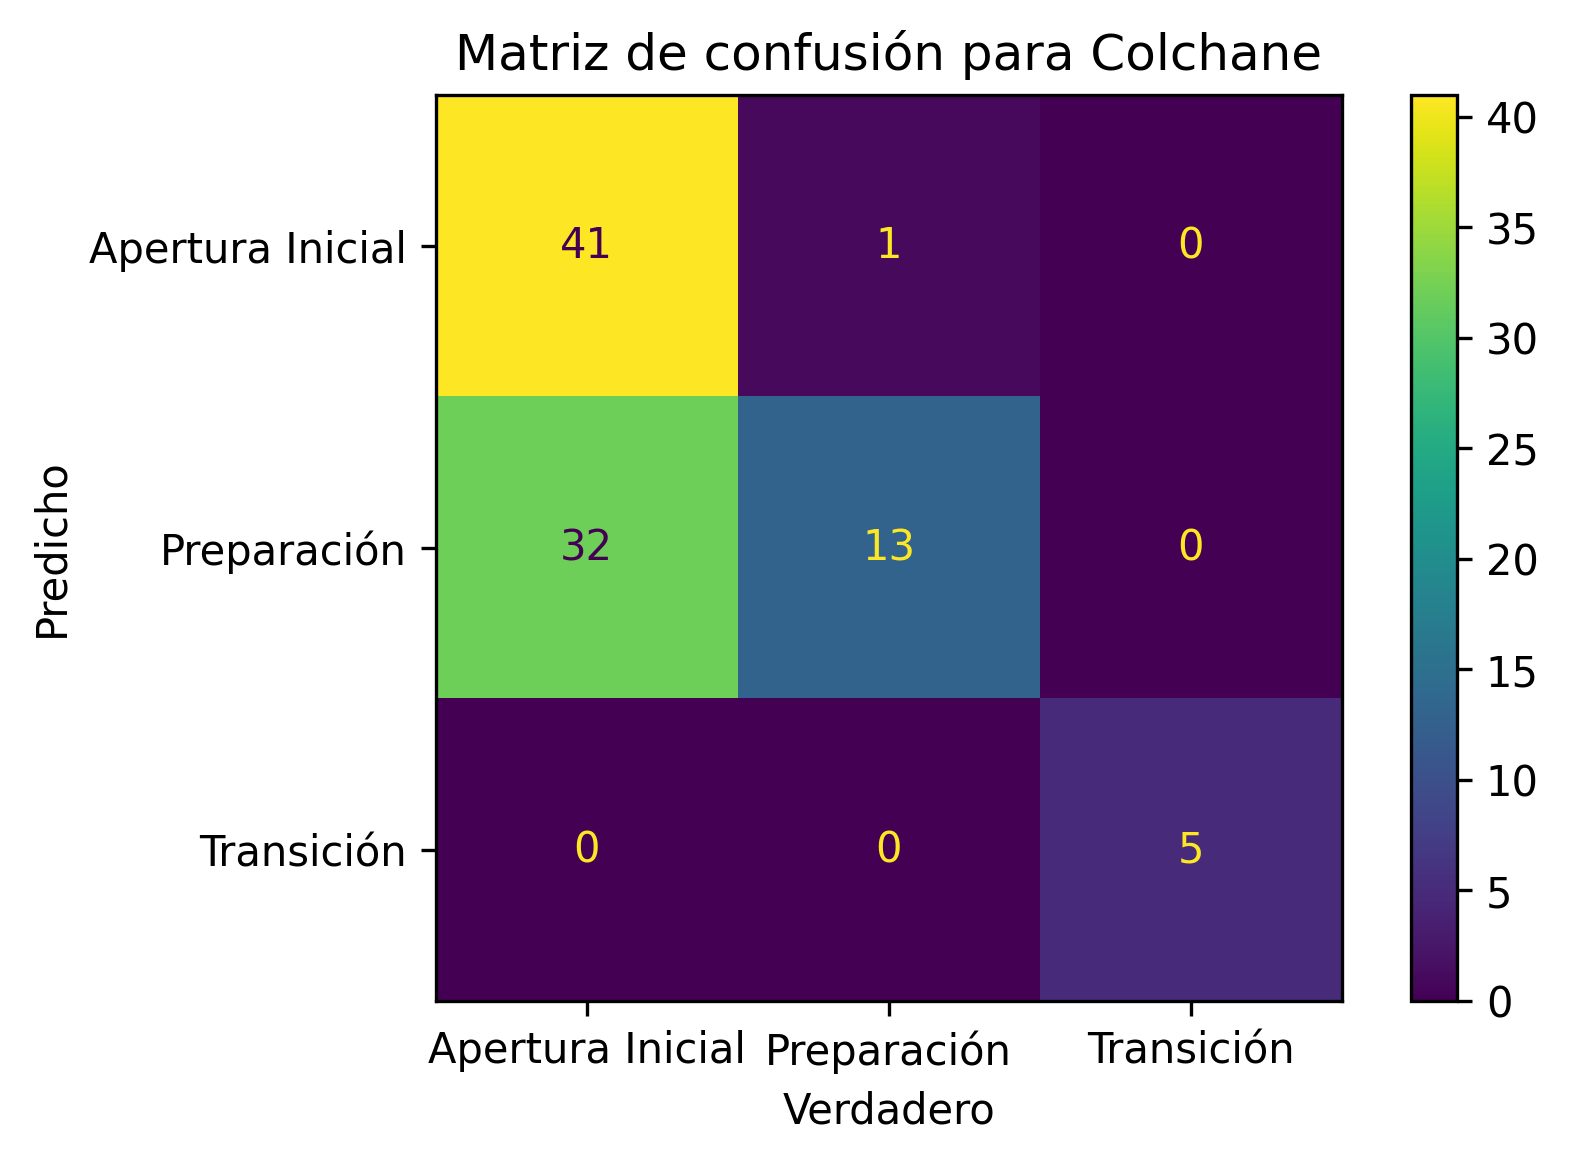 Matriz de confusión para Colchane
Predicho
Apertura Inicial
41
1
0
Preparación
32
13
0
Transición
0
0
5
Apertura Inicial
Preparación
Transición
Verdadero
40
35
30
25
20
15
10
5
0